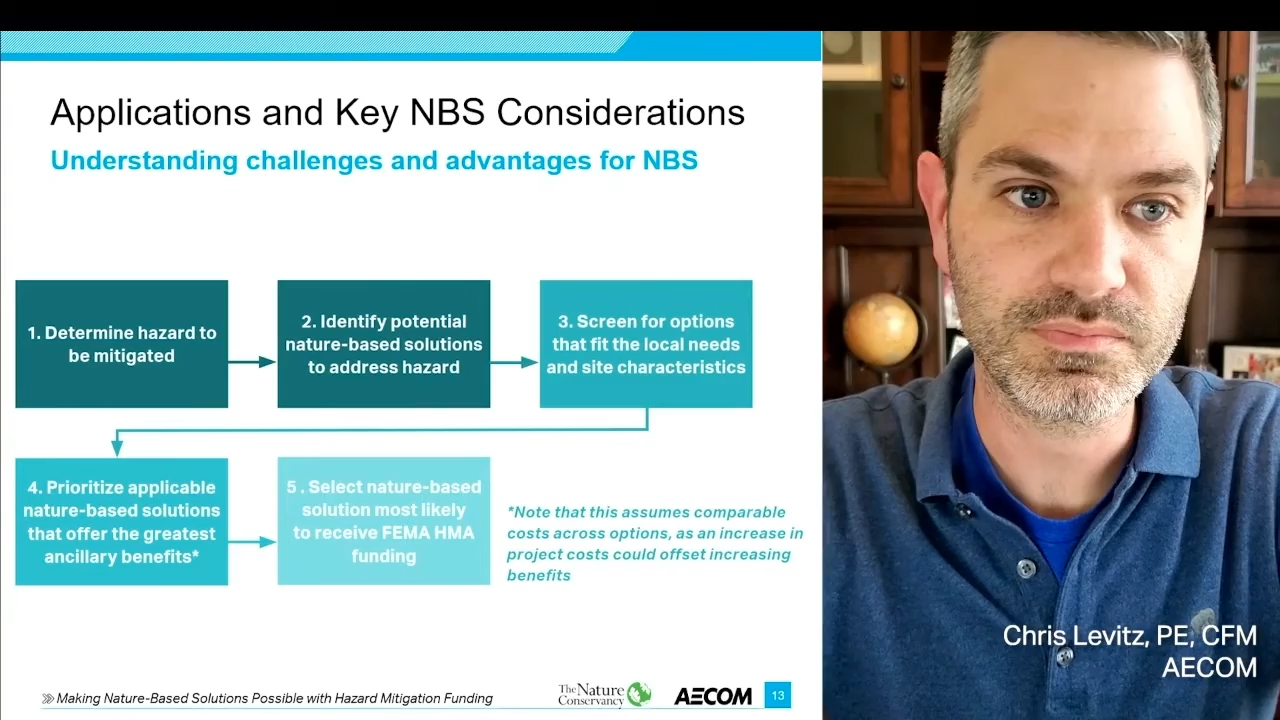 Applications and Key NBS Considerations
Understanding challenges and advantages for NBS
1. Determine hazard to
be mitigated
2. Identify potential
nature-based solutions
to address hazard
3. Screen for options
that fit the local needs
and site characteristics
4. Prioritize applicable
nature-based solutions
that offer the greatest
ancillary benefits*
5 . Select nature-based
solution most likely
to receive FEMA HMA
funding
*Note that this assumes comparable
costs across options, as an increase in
project costs could offset increasing
benefits
Making Nature-Based Solutions Possible with Hazard Mitigation Funding
The Nature
Conservancy
AECOM
13
Chris Levitz, PE, CFM
AECOM